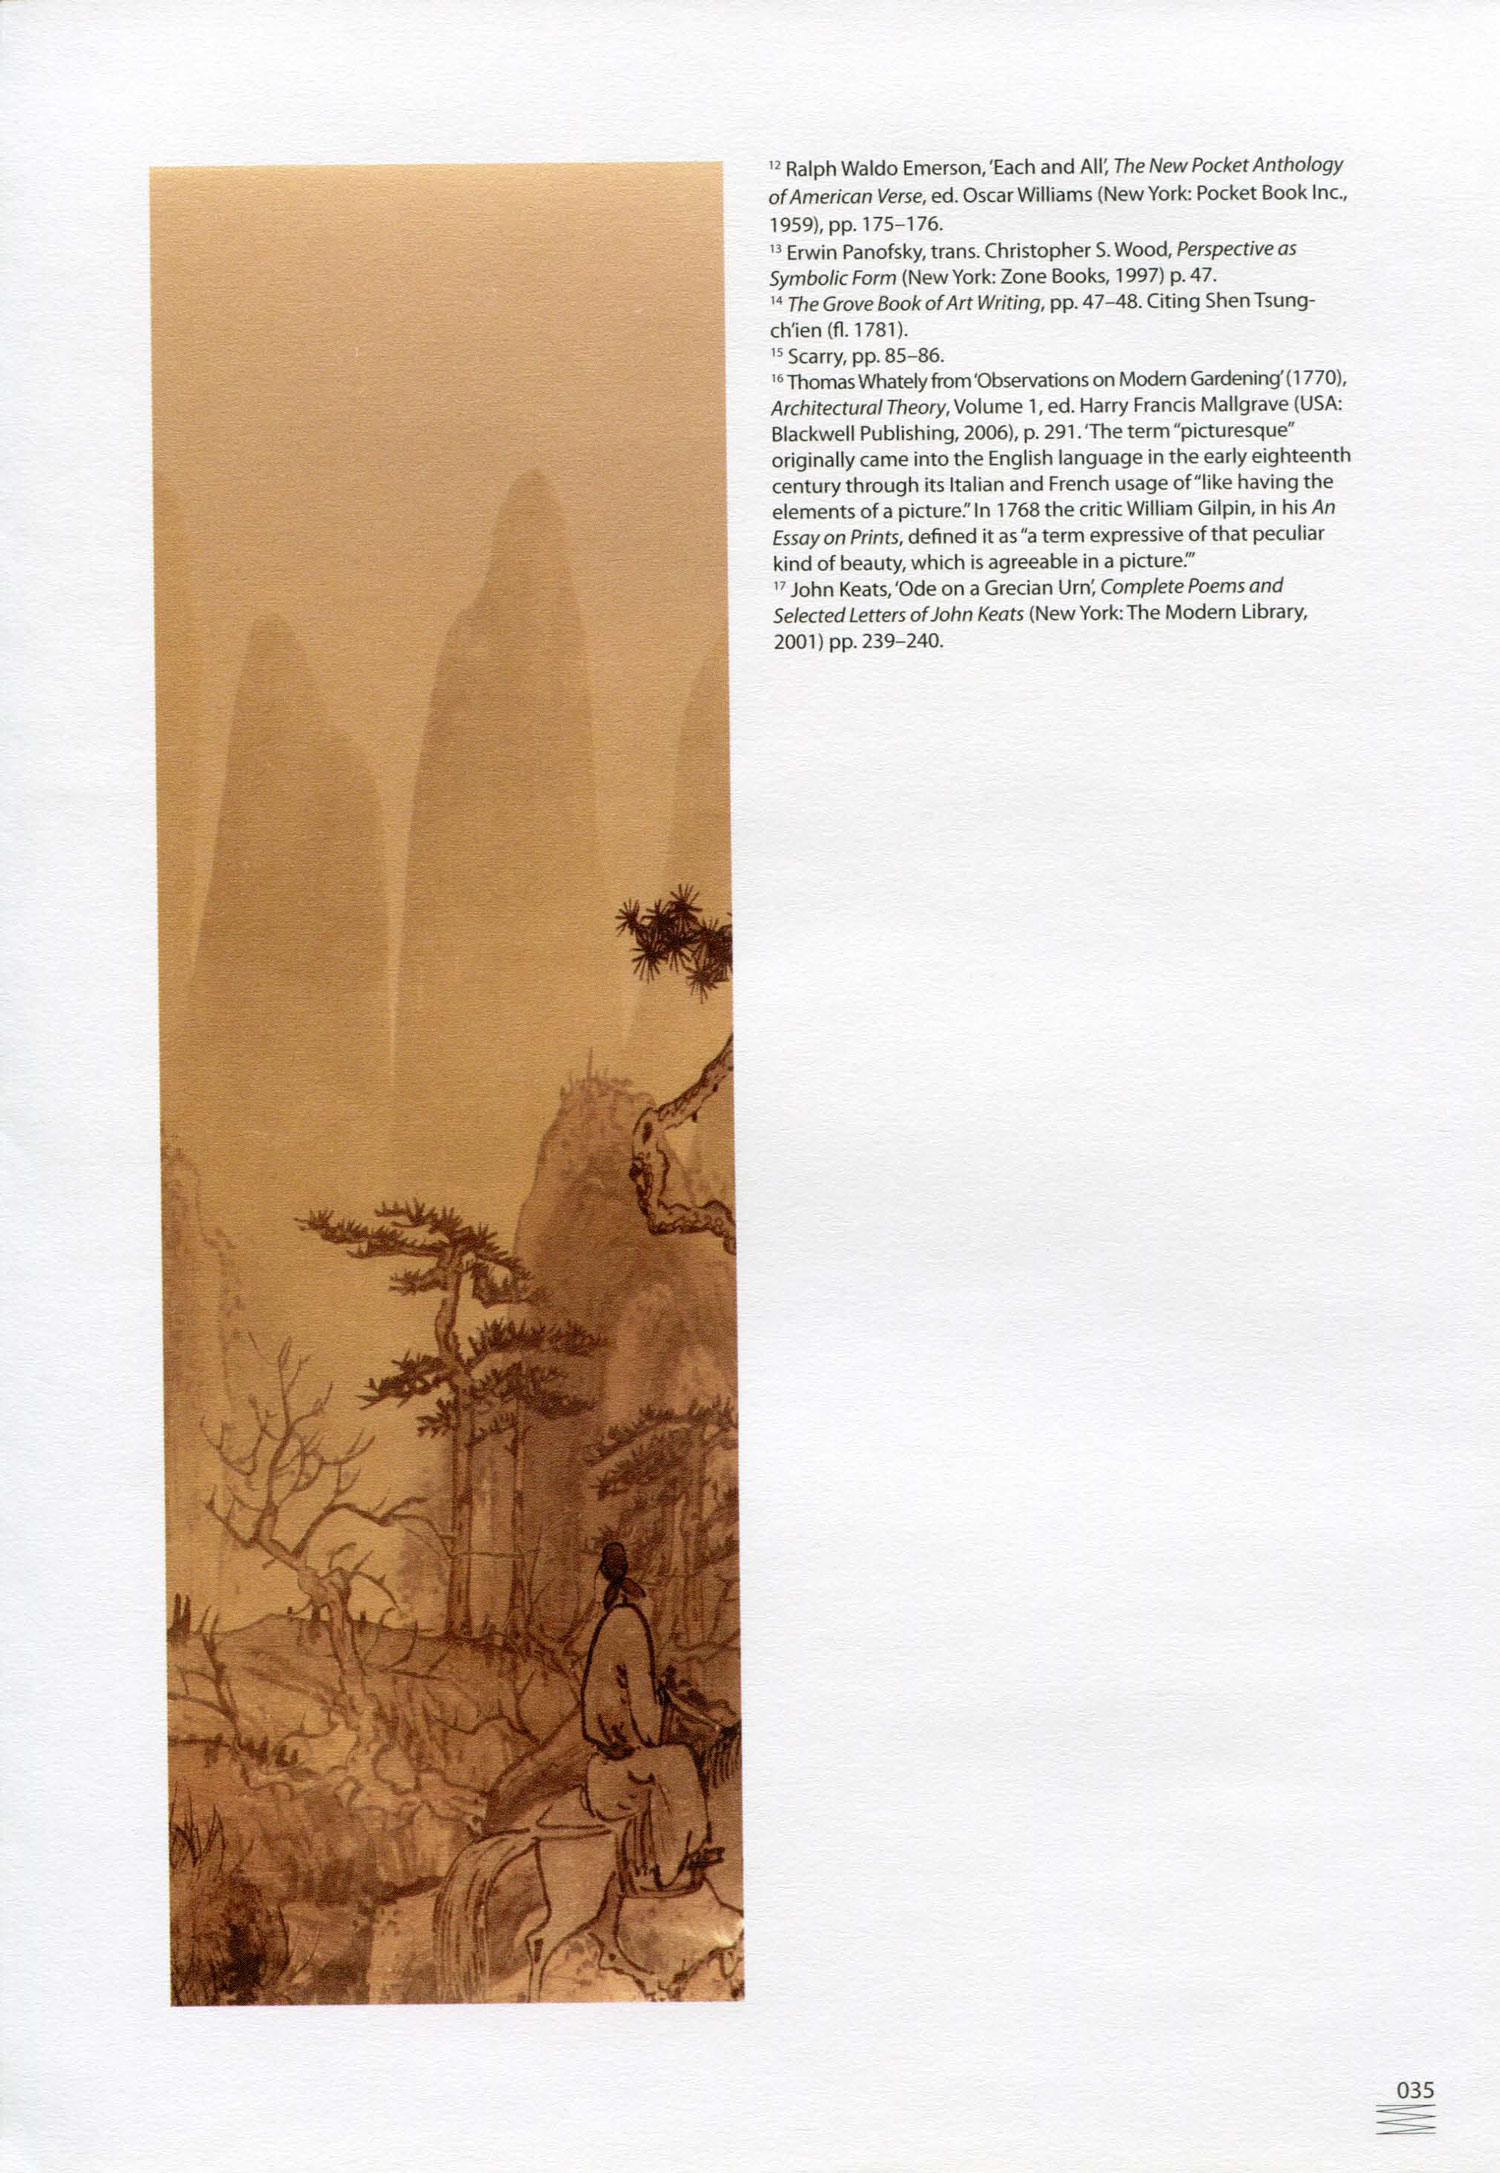 12 Ralph Waldo Emerson, ‘Each and All’, The New Pocket Anthology
of American Verse, ed. Oscar Williams (New York: Pocket Book Inc.,
1959), pp. 175–176.
13 Erwin Panofsky, trans. Christopher S. Wood, Perspective as
Symbolic Form (New York: Zone Books, 1997) p. 47.
14 The Grove Book of Art Writing, pp. 47–48. Citing Shen Tsung-
ch’ien (fl. 1781).
15 Scarry, pp. 85–86.
16 Thomas Whately from ‘Observations on Modern Gardening’ (1770),
Architectural Theory, Volume 1, ed. Harry Francis Mallgrave (USA:
Blackwell Publishing, 2006), p. 291. ‘The term “picturesque”
originally came into the English language in the early eighteenth
century through its Italian and French usage of “like having the
elements of a picture.” In 1768 the critic William Gilpin, in his An
Essay on Prints, defined it as “a term expressive of that peculiar
kind of beauty, which is agreeable in a picture.”’
17 John Keats, ‘Ode on a Grecian Urn’, Complete Poems and
Selected Letters of John Keats (New York: The Modern Library,
2001) pp. 239–240.
035